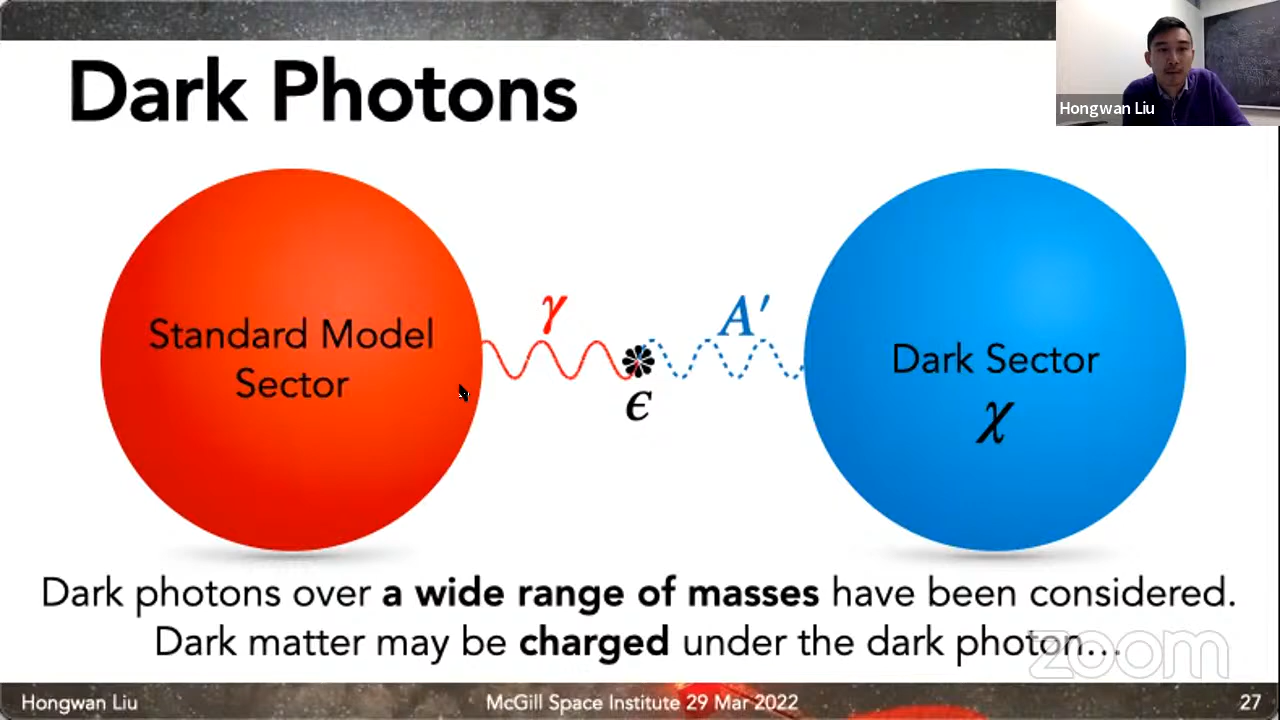 Dark Photons
Hongwan Liu
γ
A′
Standard Model
Sector
ϵ
Dark Sector
χ
Dark photons over a wide range of masses have been considered.
Dark matter may be charged under the dark photon...
zoom
Hongwan Liu
McGill Space Institute 29 Mar 2022
27